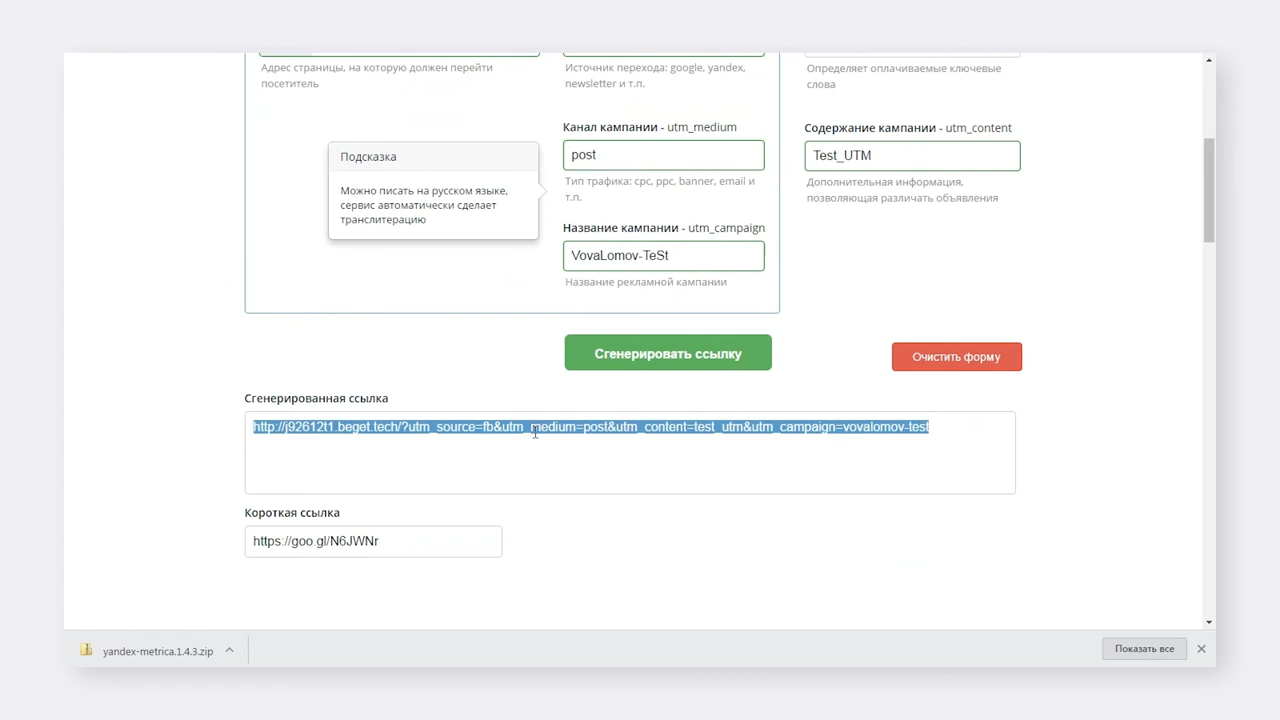 Адрес страницы, на которую должен перейти
посетитель
Источник перехода: google, yandex,
newsletter и т.п.
Определяет оплачиваемые ключевые
слова
Канал кампании - utm_medium
post
Тип трафика: cpc, ppc, banner, email и
т.п.
Содержание кампании - utm_content
Test_UTM
Дополнительная информация,
позволяющая различать объявления
Подсказка
Можно писать на русском языке,
сервис автоматически сделает
транслитерацию
Название кампании - utm_campaign
VovaLomov-TeSt
Название рекламной кампании
Сгенерировать ссылку
Очистить форму
Сгенерированная ссылка
http://j92612t1.beget.tech/?utm_source=fb&utm_medium=post&utm_content=test_utm&utm_campaign=vovalomov-test
Короткая ссылка
https://goo.gl/N6JWNr
yandex-metrica.1.4.3.zip
Показать все